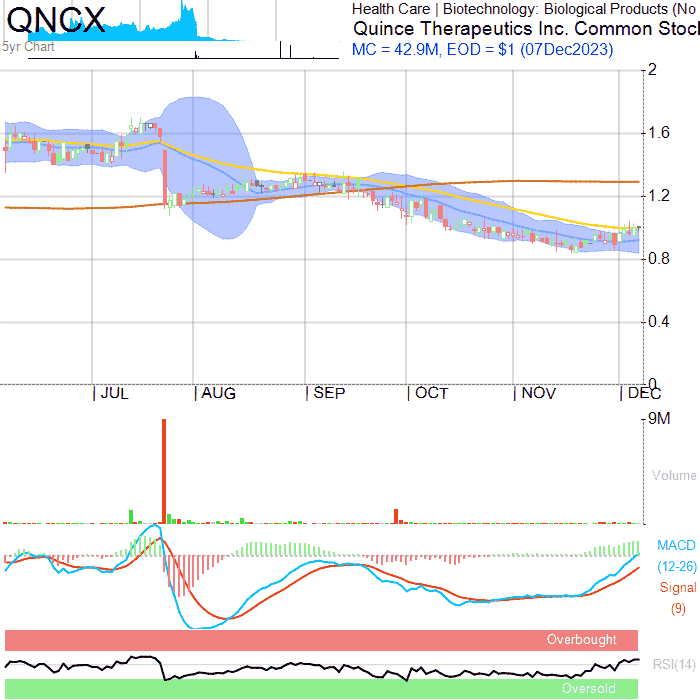 QNCX
Health Care | Biotechnology: Biological Products (No
Quince Therapeutics Inc. Common Stock
5yr Chart
MC = 42.9M, EOD = $1 (07Dec2023)
2
1.6
1.2
0.8
0.4
0
JUL AUG SEP OCT NOV DEC
9M
Volume
MACD
(12-26)
Signal
(9)
Overbought
RSI(14)
Oversold